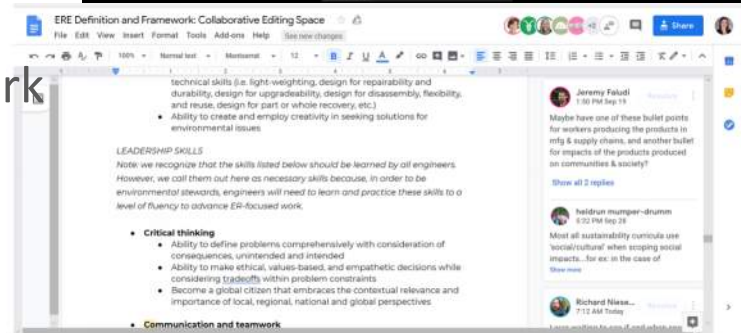 ERE Definition and Framework: Collaborative Editing Space
File Edit View Insert Format Tools Add-ons Help See new changes
Share
100% Normal text Montserrat 12
rk
technical skills (i.e. light-weighting, design for repairability and
durability, design for upgradeability, design for disassembly, flexibility,
and reuse, design for part or whole recovery, etc.)
Ability to create and employ creativity in seeking solutions for
environmental issues
LEADERSHIP SKILLS
Note: we recognize that the skills listed below should be learned by all engineers.
However, we call them out here as necessary skills because, in order to be
environmental stewards, engineers will need to learn and practice these skills to a
level of fluency to advance ER-focused work.
Critical thinking
Ability to define problems comprehensively with consideration of
consequences, unintended and intended
Ability to make ethical, values-based, and empathetic decisions while
considering tradeoffs within problem constraints
Become a global citizen that embraces the contextual relevance and
importance of local, regional, national and global perspectives
Communication and teamwork
Jeremy Faludi
1:00 PM Sep 19
Maybe have one of these bullet points
for workers producing the products in
mfg & supply chains, and another bullet
for impacts of the products produced
on communities & society?
Show all 2 replies
heidrun mumper-drumm
6:32 PM Sep 28
Most all sustainability curricula use
'social/cultural' when scoping social
impacts...for ex: in the case of
Show more
Richard Niese...
7:12 AM Today